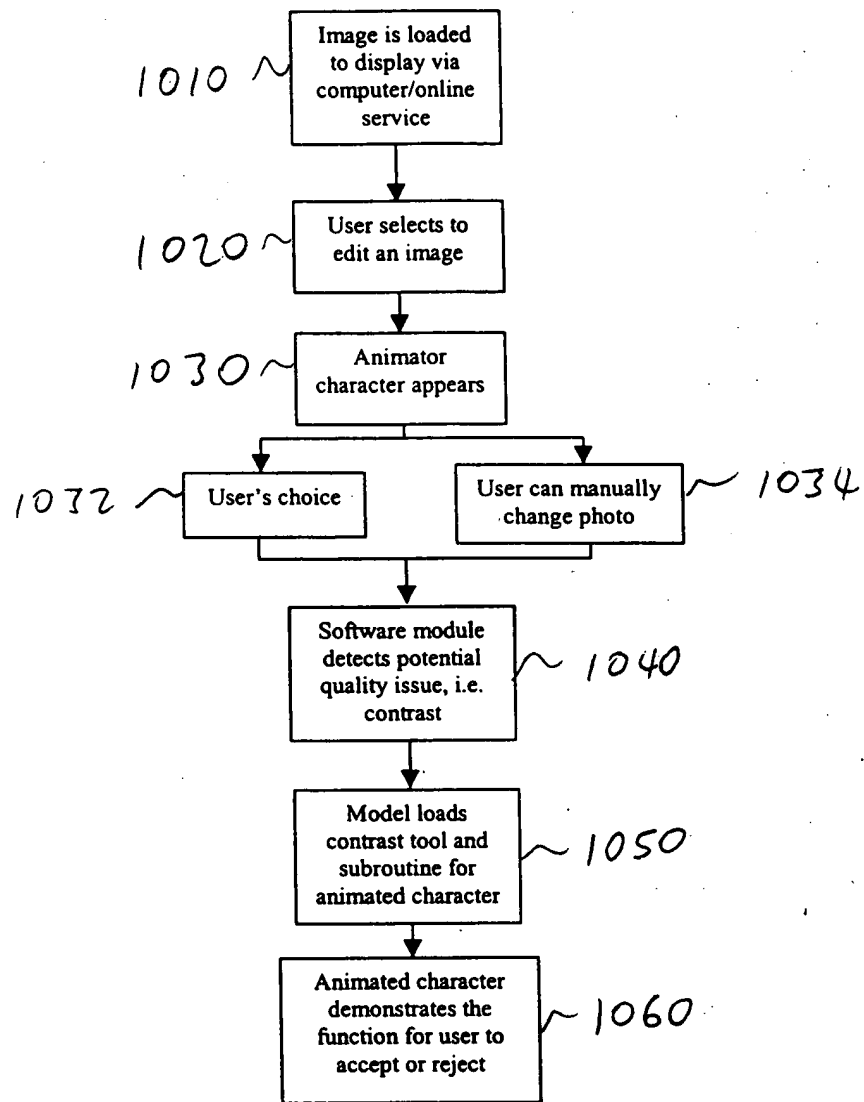 Image is loaded
to display via
computer/online
service
1010
User selects to
edit an image
1020
Animator
character appears
1030
User's choice
1032
User can manually
change photo
1034
Software module
detects potential
quality issue, i.e.
contrast
1040
Model loads
contrast tool and
subroutine for
animated character
1050
Animated character
demonstrates the
function for user to
accept or reject
1060